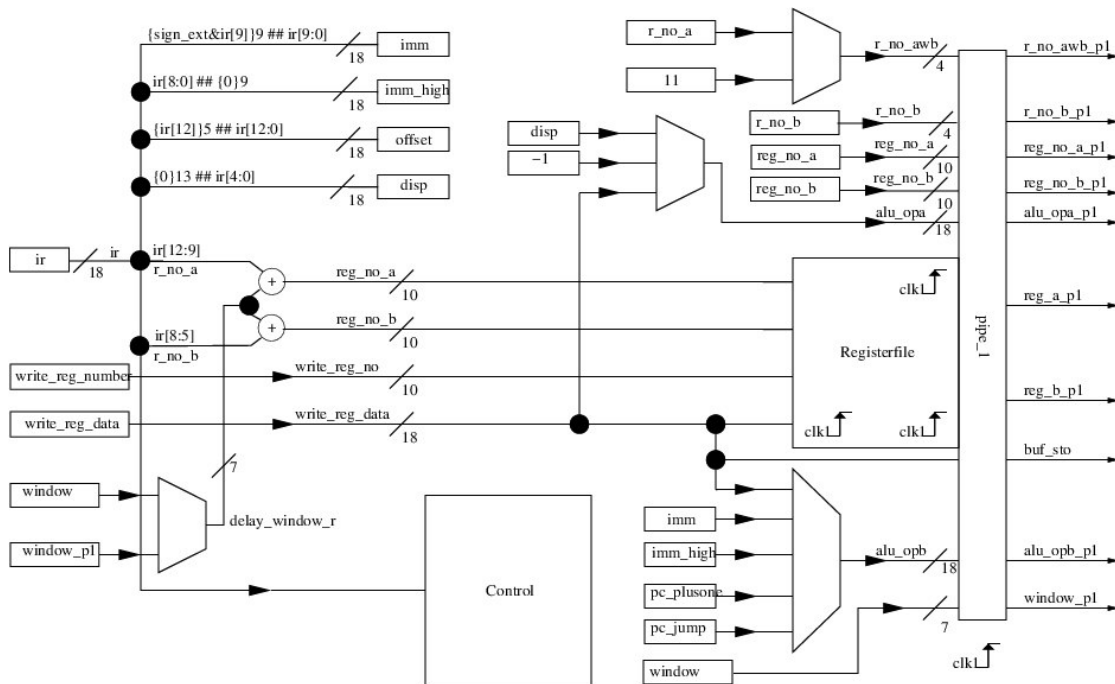 {sign_ext&ir[9]}9 ## ir[9:0]
18
imm
ir[8:0] ## {0}9
18
imm_high
{ir[12]}5 ## ir[12:0]
18
offset
{0}13 ## ir[4:0]
18
disp
ir
18
ir
ir[12:9]
r_no_a
+
reg_no_a
10
ir[8:5]
r_no_b
+
reg_no_b
10
write_reg_number
write_reg_no
10
write_reg_data
write_reg_data
18
7
window
window_p1
delay_window_r
Control
r_no_a
11
r_no_awb
4
r_no_awb_p1
r_no_b
r_no_b
4
r_no_b_p1
disp
-1
reg_no_a
reg_no_a
10
reg_no_a_p1
reg_no_b
reg_no_b
10
reg_no_b_p1
alu_opa
18
alu_opa_p1
clk
Registerfile
clk
clk
pipe_1
reg_a_p1
reg_b_p1
buf_sto
imm
imm_high
pc_plusone
pc_jump
alu_opb
18
alu_opb_p1
window
7
window_p1
clk